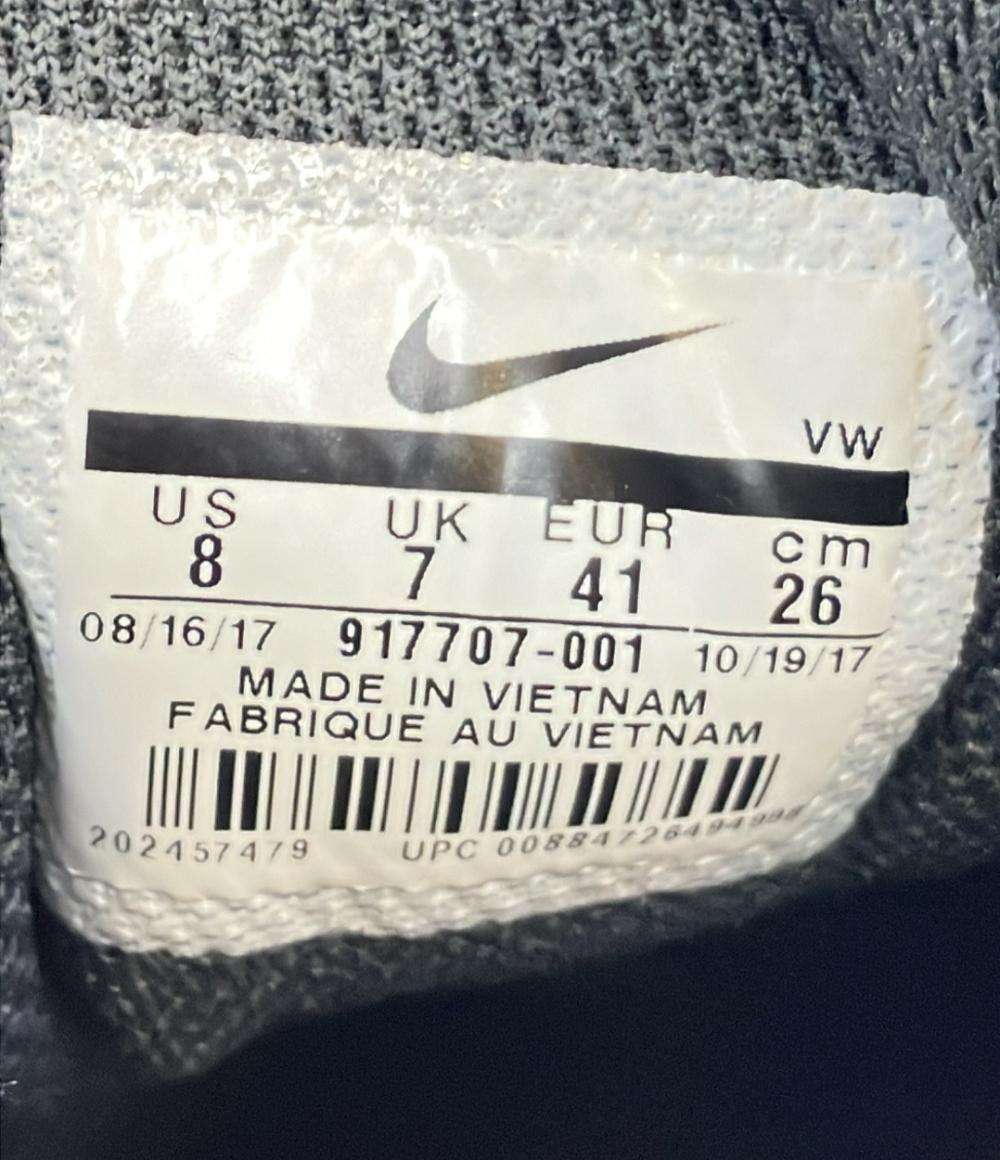 VW
US UK EUR cm
8 7 41 26
08/16/17 917707-001 10/19/17
MADE IN VIETNAM
FABRIQUE AU VIETNAM
202457479 UPC